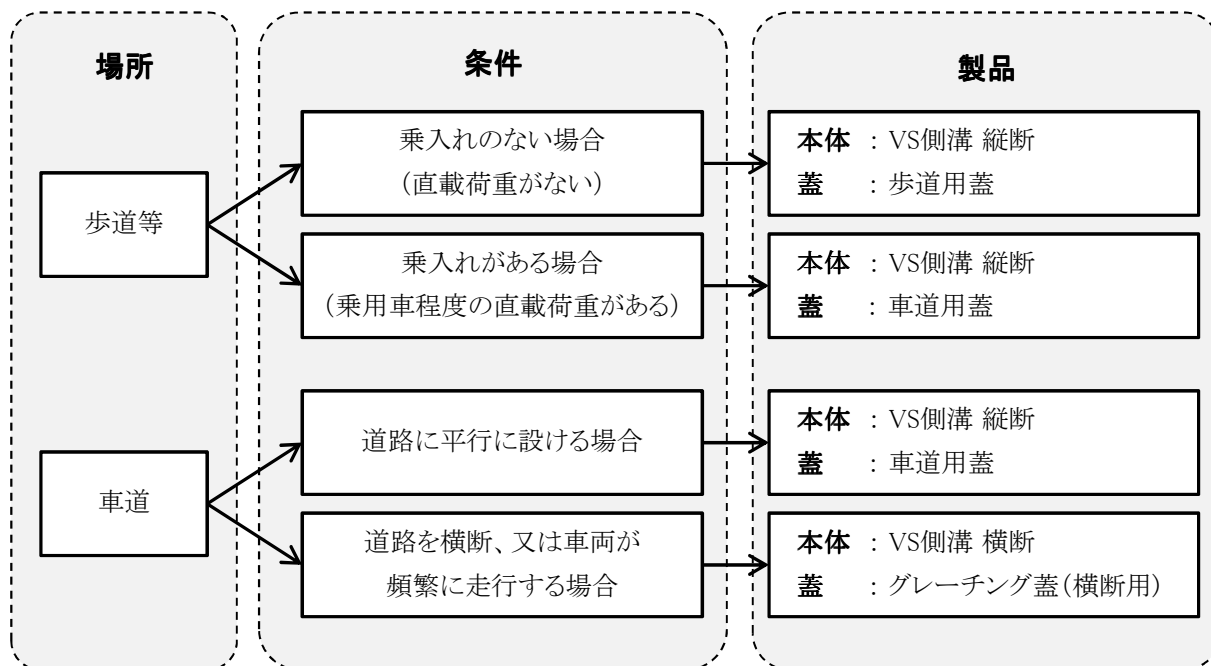 場所
条件
製品
歩道等
乗入れのない場合
（直載荷重がない）
本体 ： VS側溝 縦断
蓋 ： 歩道用蓋
乗入れがある場合
（乗用車程度の直載荷重がある）
本体 ： VS側溝 縦断
蓋 ： 車道用蓋
車道
道路に平行に設ける場合
本体 ： VS側溝 縦断
蓋 ： 車道用蓋
道路を横断、又は車両が
頻繁に走行する場合
本体 ： VS側溝 横断
蓋 ： グレーチング蓋（横断用）